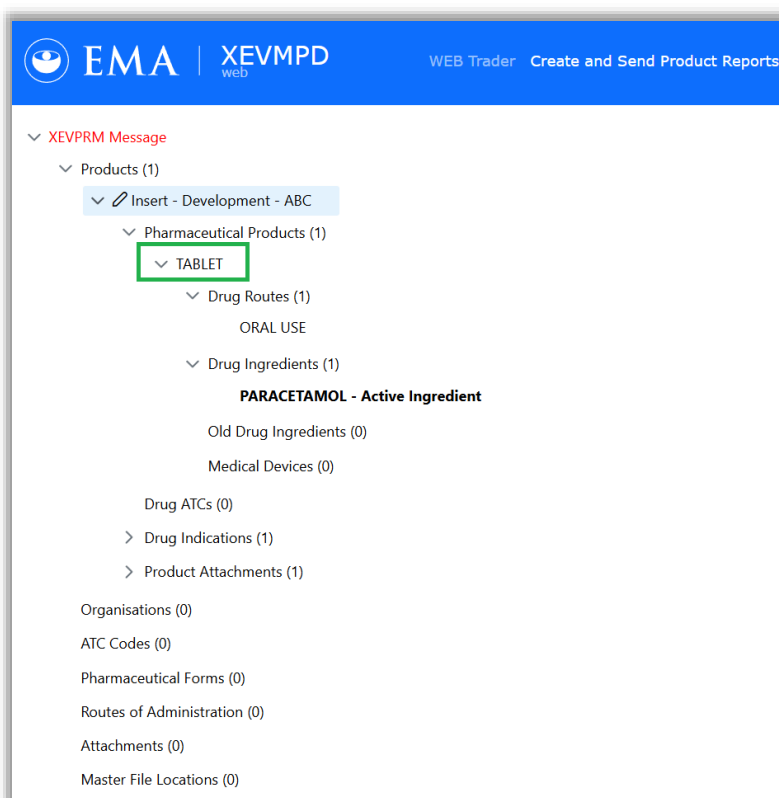 EMA XEVMPD
web
WEB Trader Create and Send Product Reports
XEVPRM Message
Products (1)
Insert - Development - ABC
Pharmaceutical Products (1)
TABLET
Drug Routes (1)
ORAL USE
Drug Ingredients (1)
PARACETAMOL - Active Ingredient
Old Drug Ingredients (0)
Medical Devices (0)
Drug ATCs (0)
Drug Indications (1)
Product Attachments (1)
Organisations (0)
ATC Codes (0)
Pharmaceutical Forms (0)
Routes of Administration (0)
Attachments (0)
Master File Locations (0)